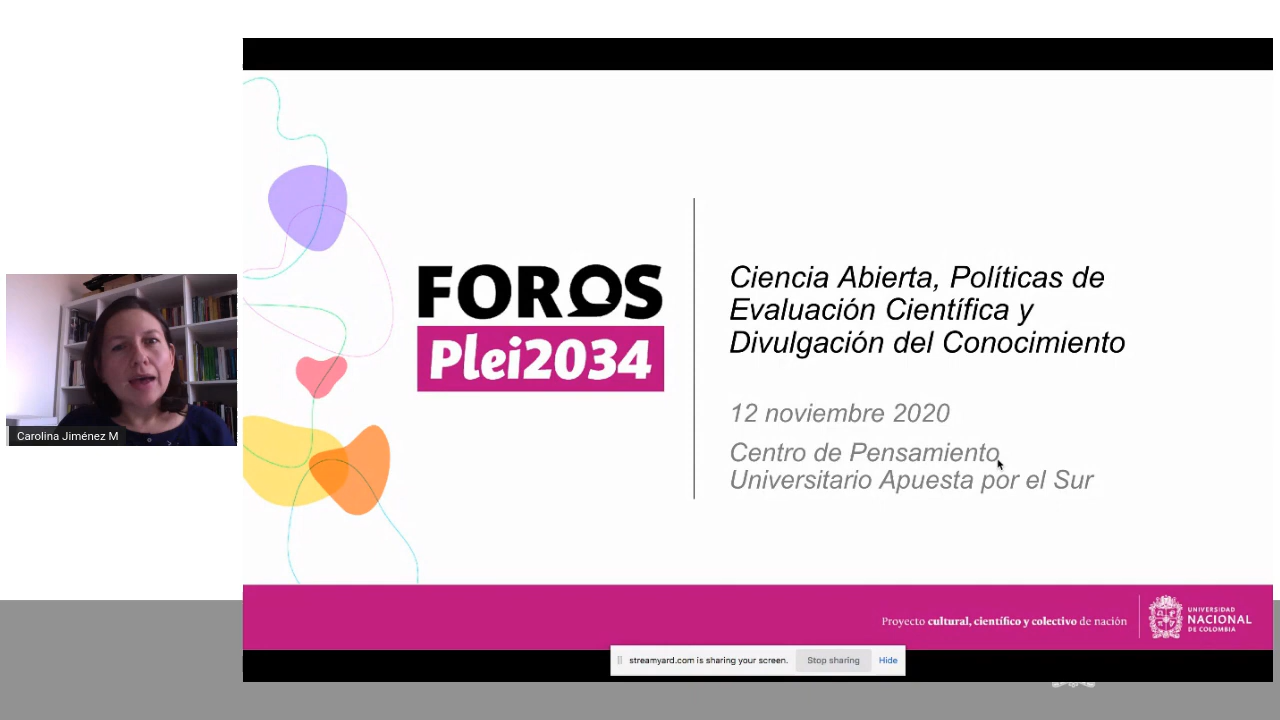 FOROS
Plei2034
Ciencia Abierta, Políticas de
Evaluación Científica y
Divulgación del Conocimiento
12 noviembre 2020
Centro de Pensamiento
Universitario Apuesta por el Sur
Carolina Jiménez M
Proyecto cultural, científico y colectivo de nación
UNIVERSIDAD
NACIONAL
DE COLOMBIA
streamyard.com is sharing your screen.
Stop sharing
Hide